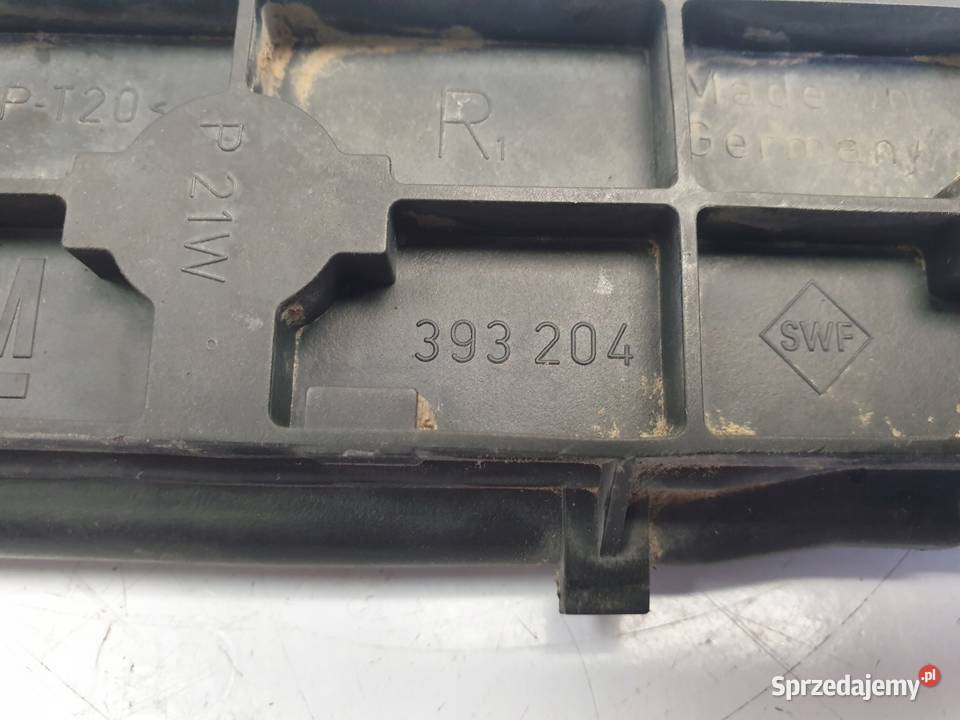 P-T20<
R1
Made in
Germany
P 21W
M
393 204
SWF
Sprzedajemy.pl